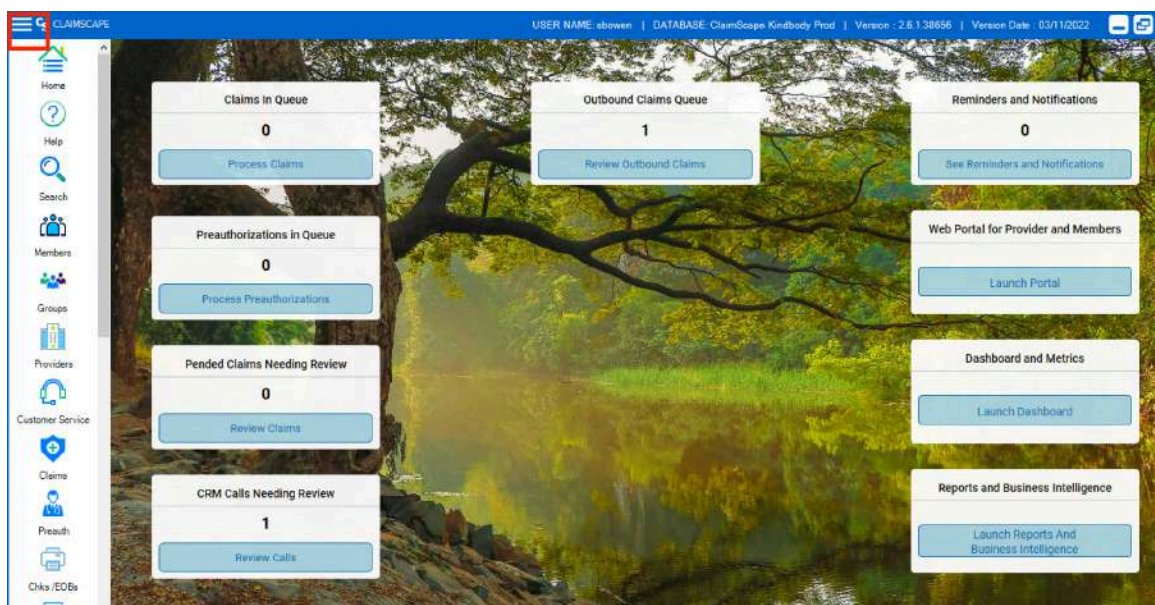 CLAIMSCAPE
USER NAME: ebowen | DATABASE: ClaimScope Kindbody Prod | Version : 2.6.1.38656 | Version Date : 03/11/2022
Home
Help
Search
Members
Groups
Providers
Customer Service
Claims
Preauth
Chks /EOBs
Claims In Queue
0
Process Claims
Preauthorizations in Queue
0
Process Preauthorizations
Pended Claims Needing Review
0
Review Claims
CRM Calls Needing Review
1
Review Calls
Outbound Claims Queue
1
Review Outbound Claims
Reminders and Notifications
0
See Reminders and Notifications
Web Portal for Provider and Members
Launch Portal
Dashboard and Metrics
Launch Dashboard
Reports and Business Intelligence
Launch Reports And
Business Intelligence